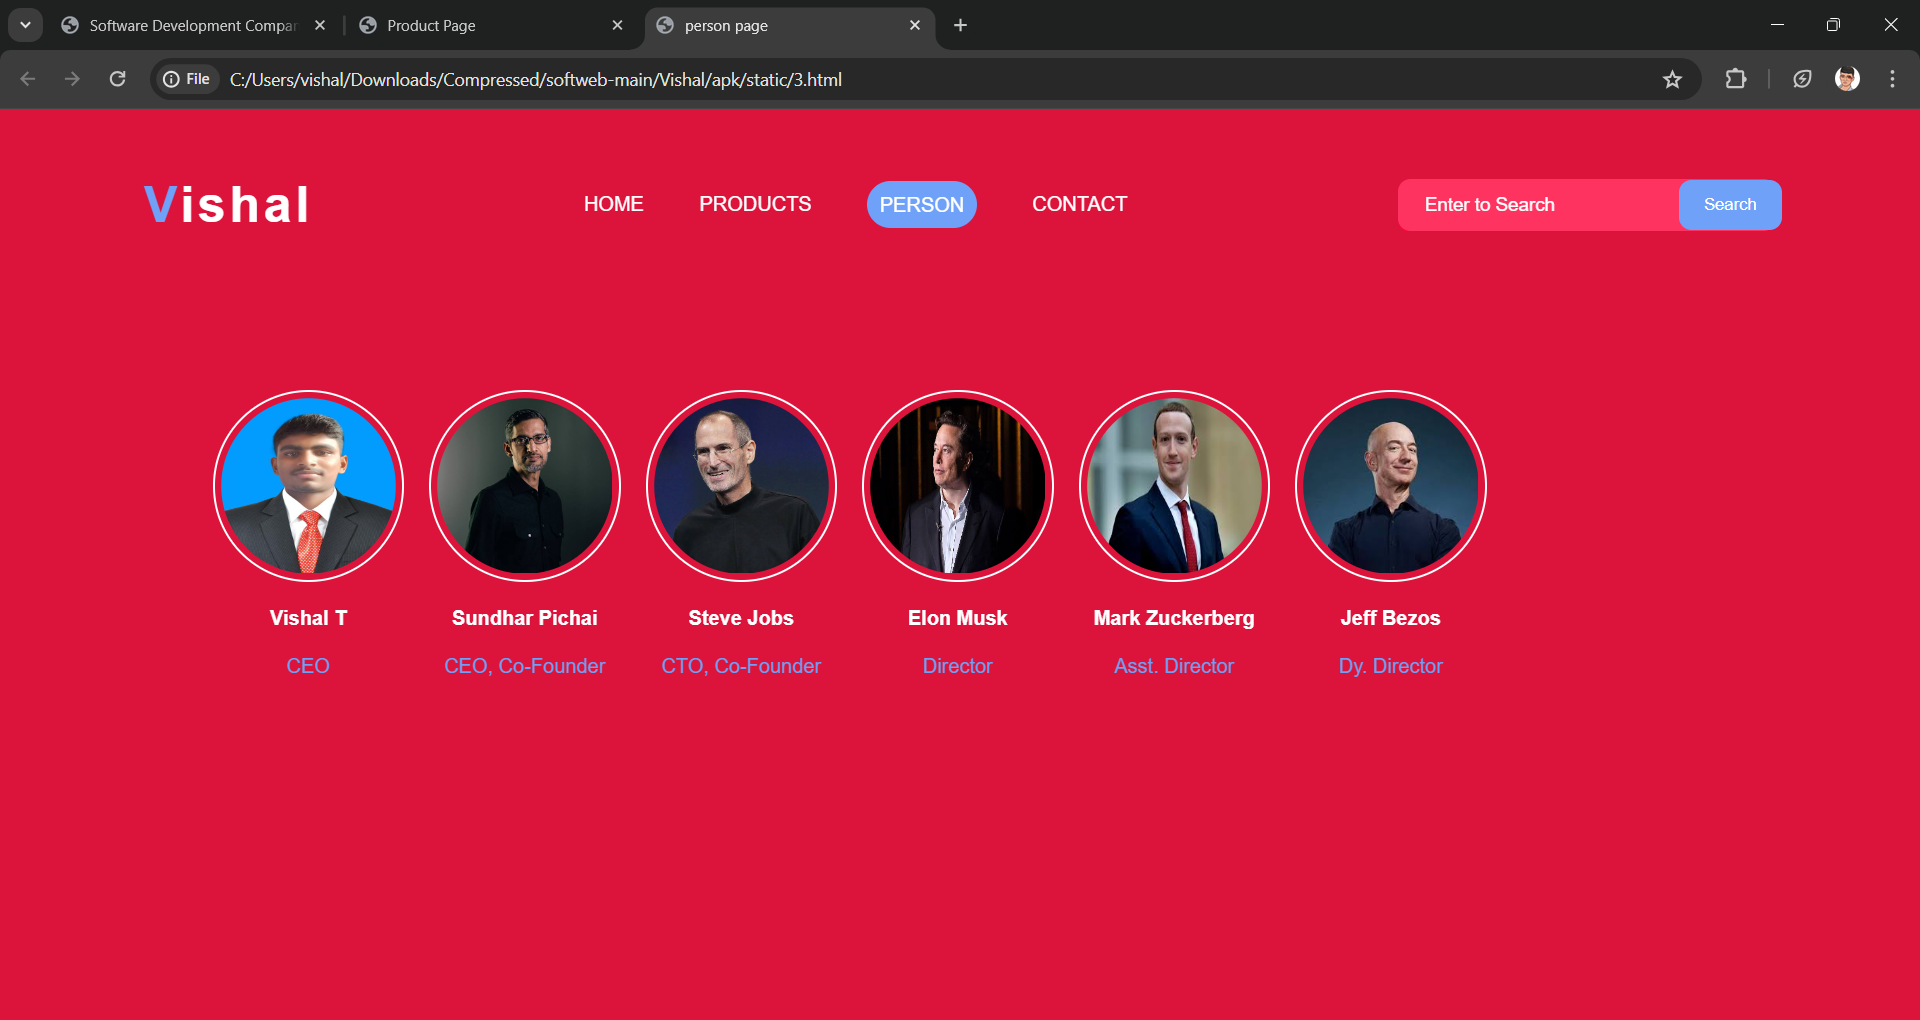 Software Development Compan
Product Page
person page
File
C:/Users/vishal/Downloads/Compressed/softweb-main/Vishal/apk/static/3.html
Vishal
HOME
PRODUCTS
PERSON
CONTACT
Enter to Search
Search
Vishal T
Sundhar Pichai
Steve Jobs
Elon Musk
Mark Zuckerberg
Jeff Bezos
CEO
CEO, Co-Founder
CTO, Co-Founder
Director
Asst. Director
Dy. Director